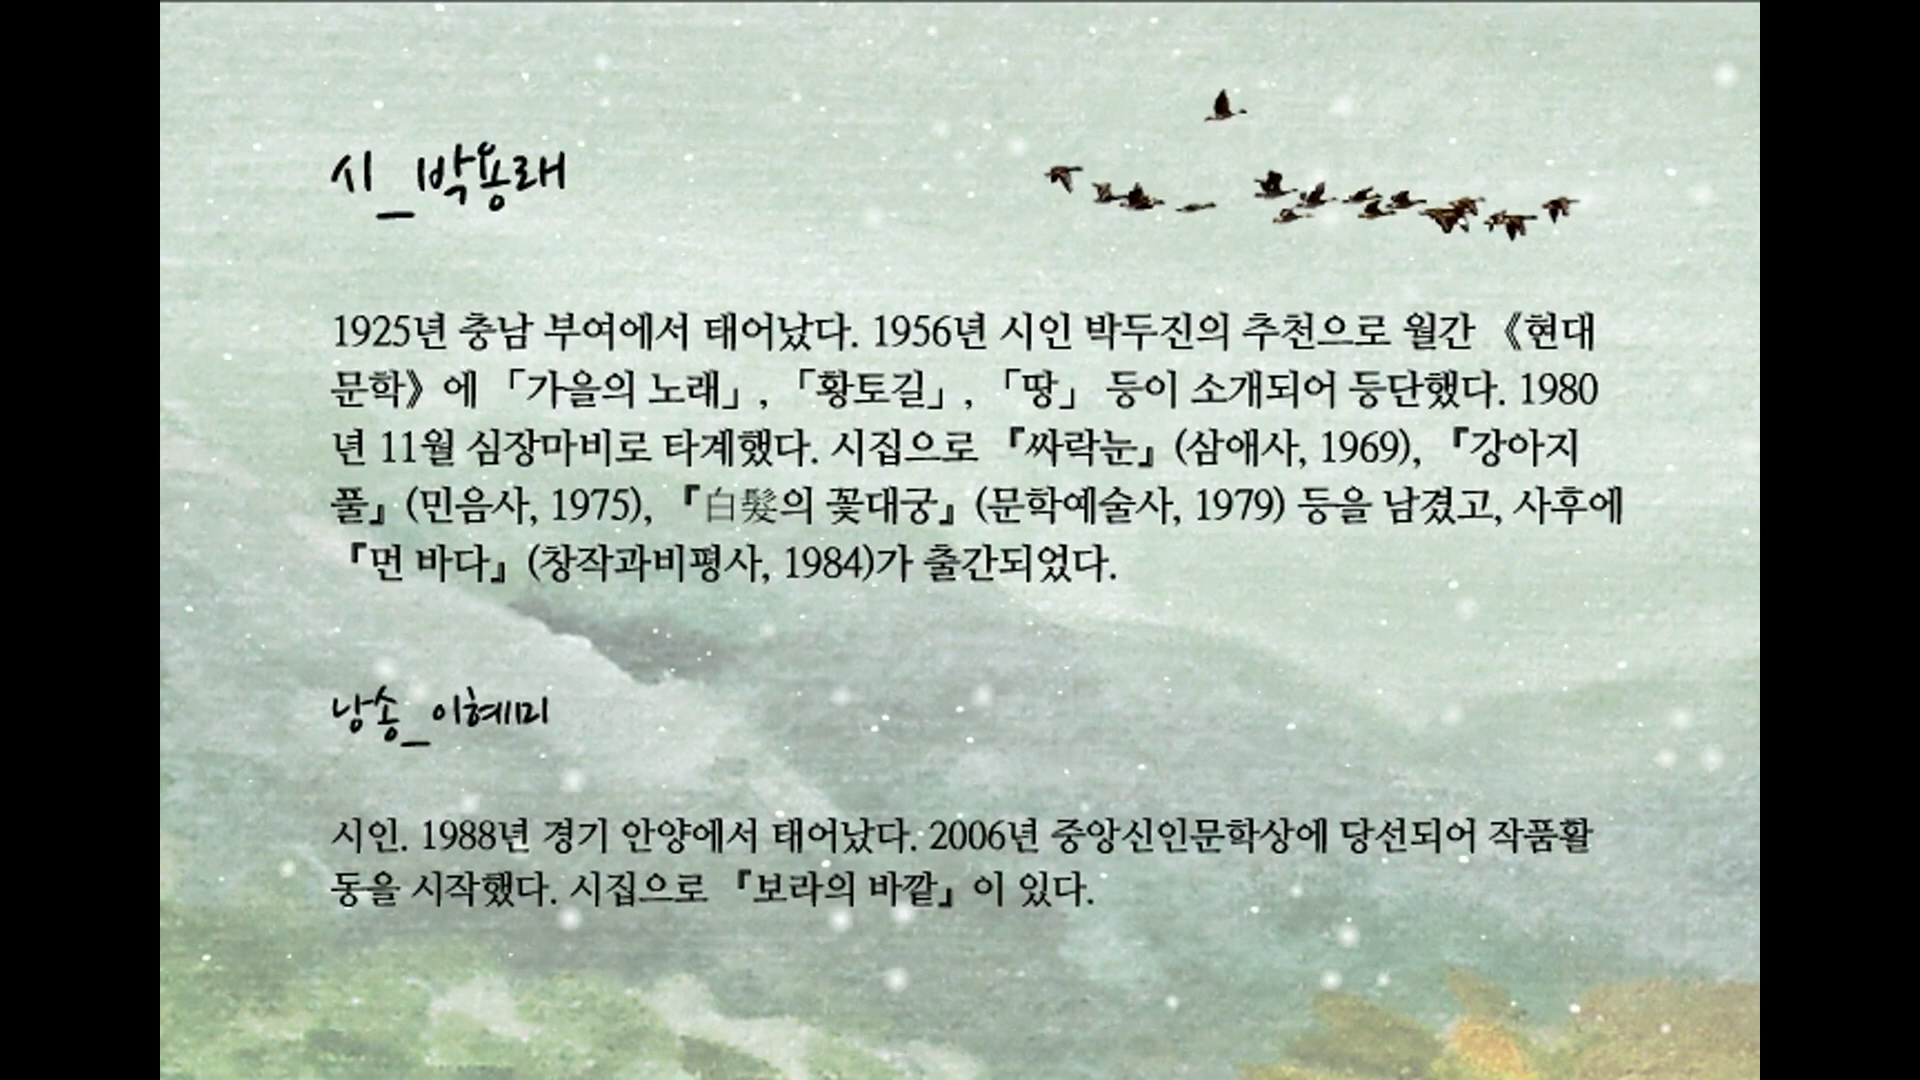 시_박용래
1925년 충남 부여에서 태어났다. 1956년 시인 박두진의 추천으로 월간 《현대
문학》에 「가을의 노래」, 「황토길」, 「땅」 등이 소개되어 등단했다. 1980
년 11월 심장마비로 타계했다. 시집으로 『싸락눈』(삼애사, 1969), 『강아지
풀』(민음사, 1975), 『白髮의 꽃대궁』(문학예술사, 1979) 등을 남겼고, 사후에
『먼 바다』(창작과비평사, 1984)가 출간되었다.
낭송_이혜미
시인. 1988년 경기 안양에서 태어났다. 2006년 중앙신인문학상에 당선되어 작품활
동을 시작했다. 시집으로 『보라의 바깥』이 있다.